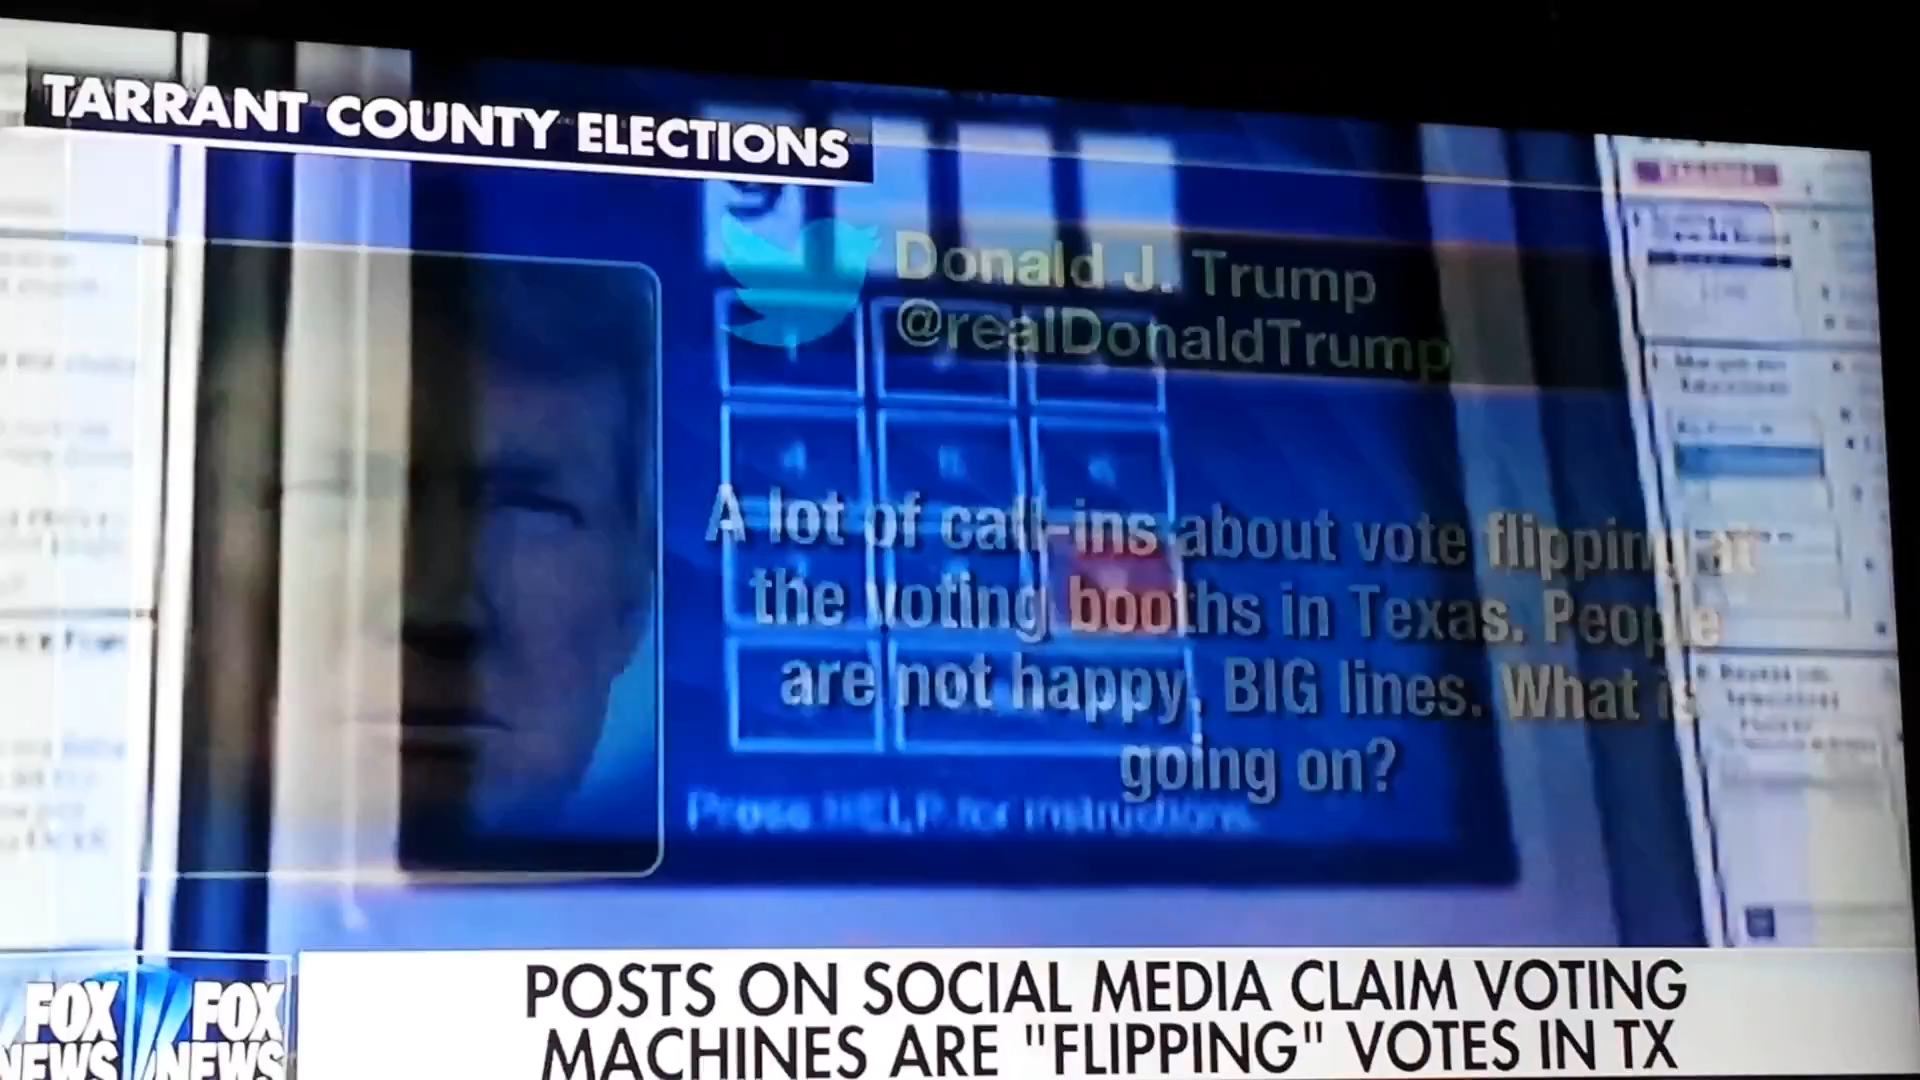 TARRANT COUNTY ELECTIONS
Donald J. Trump
@realDonaldTrump
A lot of call-ins about vote flipping at
the voting booths in Texas. People
are not happy. BIG lines. What is
going on?
Press HELP for instructions.
POSTS ON SOCIAL MEDIA CLAIM VOTING
MACHINES ARE "FLIPPING" VOTES IN TX
FOX
NEWS
FOX
NEWS